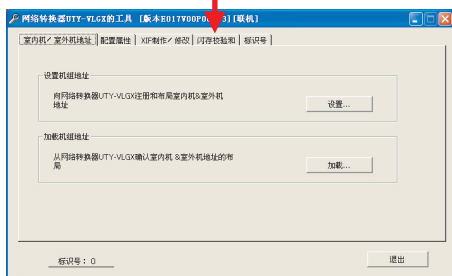 网络转换器UTY-VLGX的工具 [版本E017V00P0 3][联机]
室内机/室外机地址 配置属性 XIF制作/修改 闪存校验和 标识号
设置机组地址
向网络转换器UTY-VLGX注册和布局室内机&室外机
地址
设置...
加载机组地址
从网络转换器UTY-VLGX确认室内机 &室外机地址的布
局
加载...
标识号：0
退出